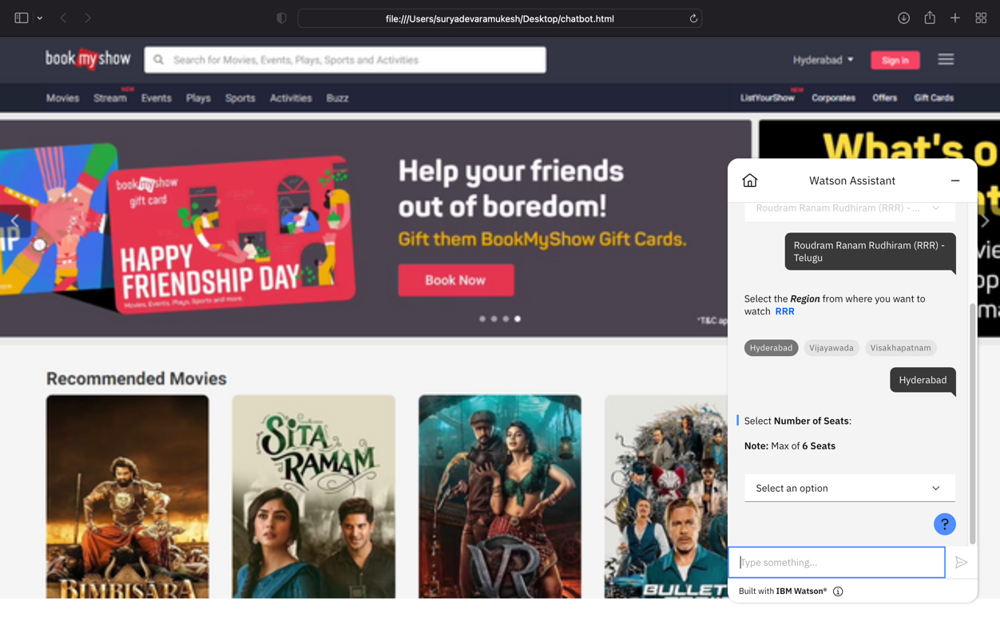 file:///Users/suryadevaramukesh/Desktop/chatbot.html
book my show
Search for Movies, Events, Plays, Sports and Activities
Hyderabad
Sign in
Movies Stream NEW Events Plays Sports Activities Buzz
ListYourShow NEW Corporates Offers Gift Cards
IP
bookmyshow
gift card
HAPPY
FRIENDSHIP DAY
Movies, Events, Plays, Sports and more.
Help your friends
out of boredom!
Gift them BookMyShow Gift Cards.
Book Now
*T&C ap
What's o
Recommended Movies
BIMBISARA
SITA
RAMAM
VR
BULLET
Watson Assistant
Roudram Ranam Rudhiram (RRR) - ...
Roudram Ranam Rudhiram (RRR) -
Telugu
Select the Region from where you want to
watch RRR
Hyderabad Vijayawada Visakhapatnam
Hyderabad
Select Number of Seats:
Note: Max of 6 Seats
Select an option
?
Type something...
Built with IBM Watson®